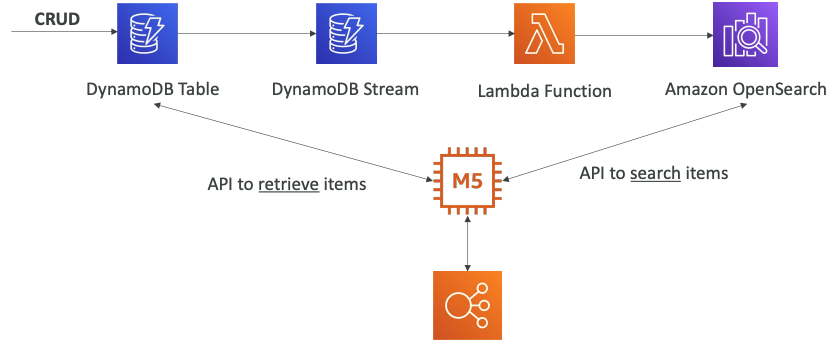 CRUD
DynamoDB Table
DynamoDB Stream
Lambda Function
Amazon OpenSearch
API to retrieve items
M5
API to search items